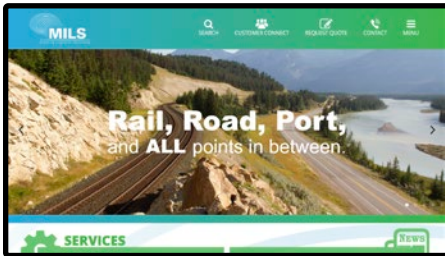 MILS
SEARCH
CUSTOMER CONNECT
REQUEST QUOTE
CONTACT
MENU
Rail, Road, Port,
and ALL points in between.
SERVICES
NEWS